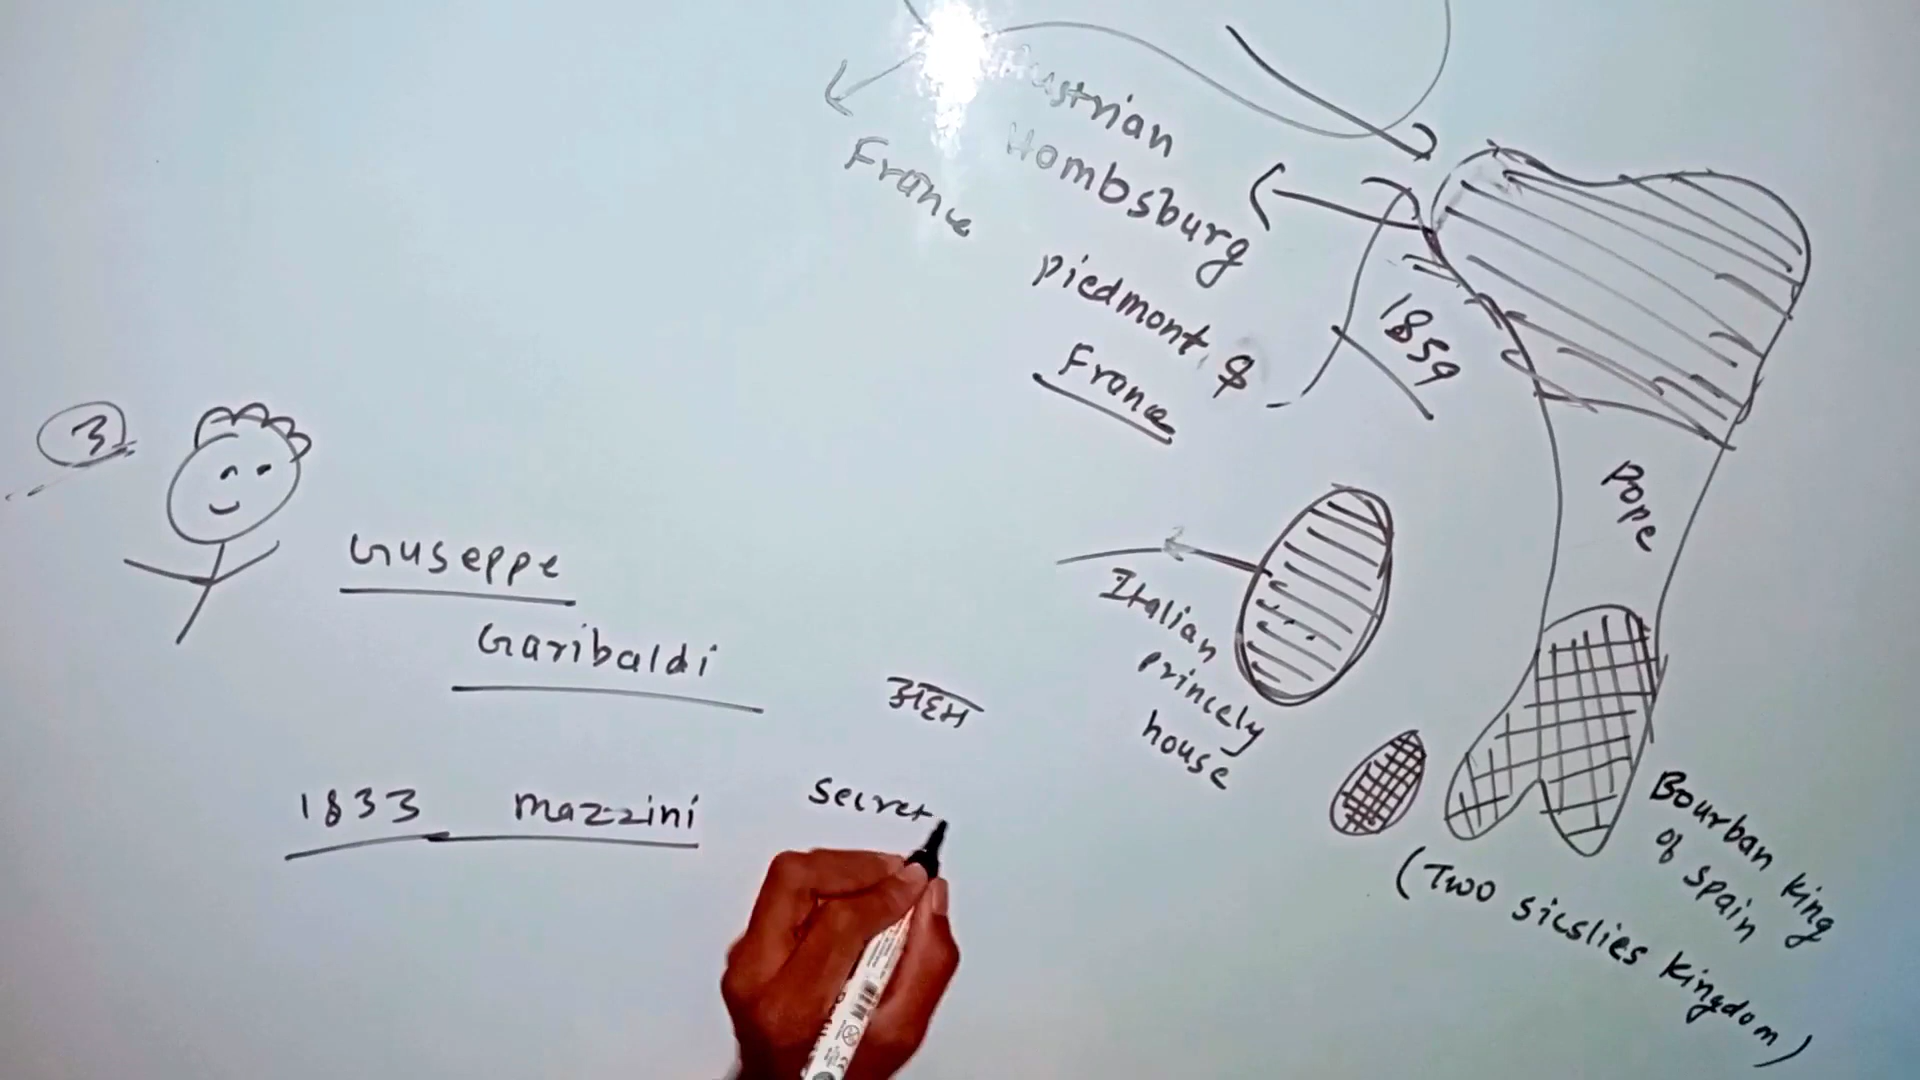 3
Guseppe
Garibaldi
1833 mazzini
secret
France
Austrian
Hombsburg
piedmont &
France
1859
Pope
Italian
princely
house
Bourban King
of spain
(Two sicslies Kingdom)